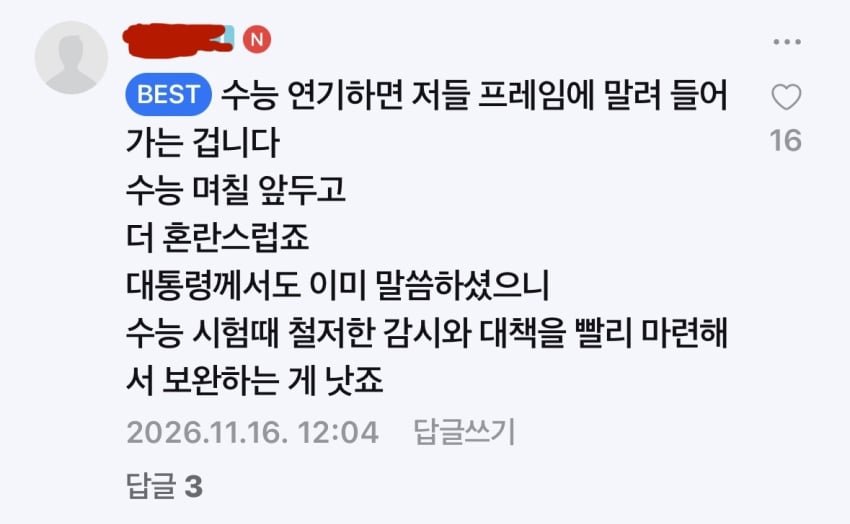 N
BEST 수능 연기하면 저들 프레임에 말려 들어
가는 겁니다
수능 며칠 앞두고
더 혼란스럽죠
대통령께서도 이미 말씀하셨으니
수능 시험때 철저한 감시와 대책을 빨리 마련해
서 보완하는 게 낫죠
16
2026.11.16. 12:04 답글쓰기
답글 3